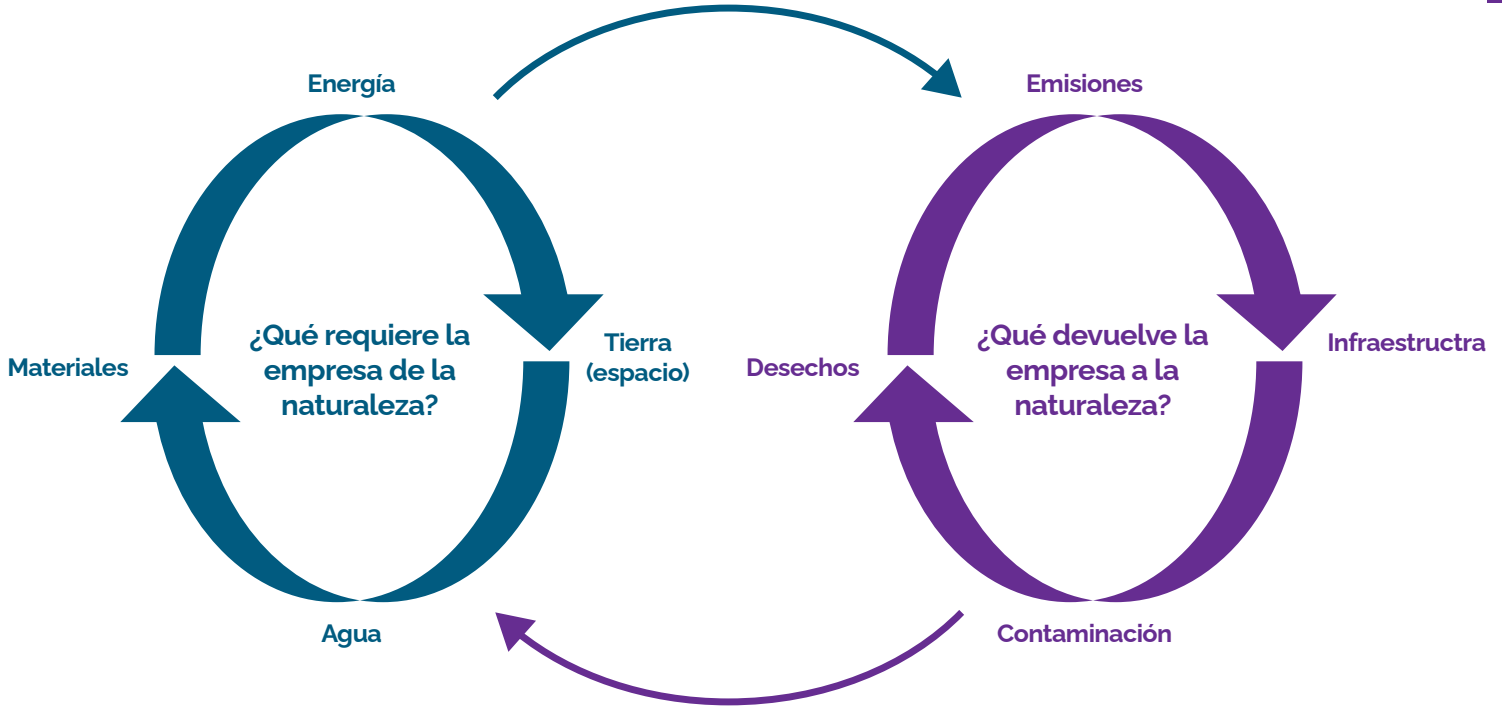 Energía
Emisiones
¿Qué requiere la
empresa de la
naturaleza?
Materiales
Tierra
(espacio)
Agua
¿Qué devuelve la
empresa a la
naturaleza?
Desechos
Infraestructra
Contaminación